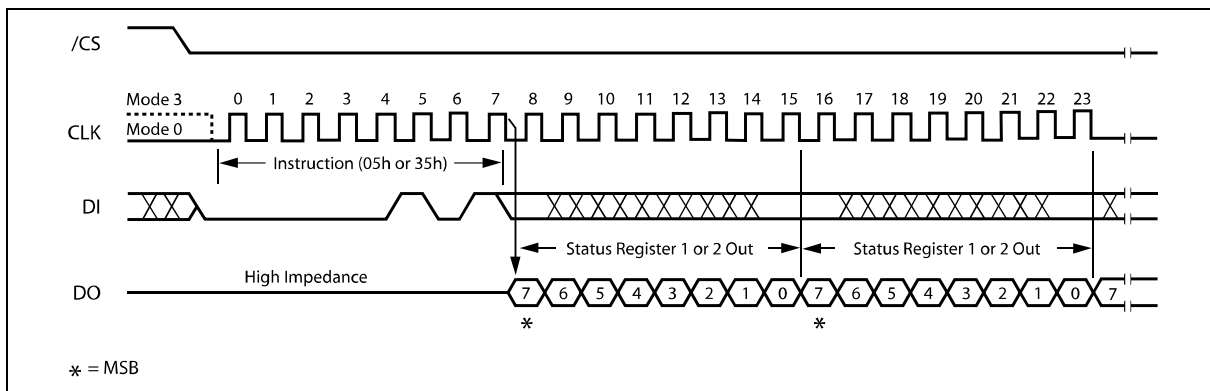 /CS
Mode 3
0 1 2 3 4 5 6 7 8 9 10 11 12 13 14 15 16 17 18 19 20 21 22 23
CLK
Mode 0
Instruction (05h or 35h)
DI
Status Register 1 or 2 Out
Status Register 1 or 2 Out
High Impedance
DO
7 6 5 4 3 2 1 0 7 6 5 4 3 2 1 0 7
* *
* = MSB